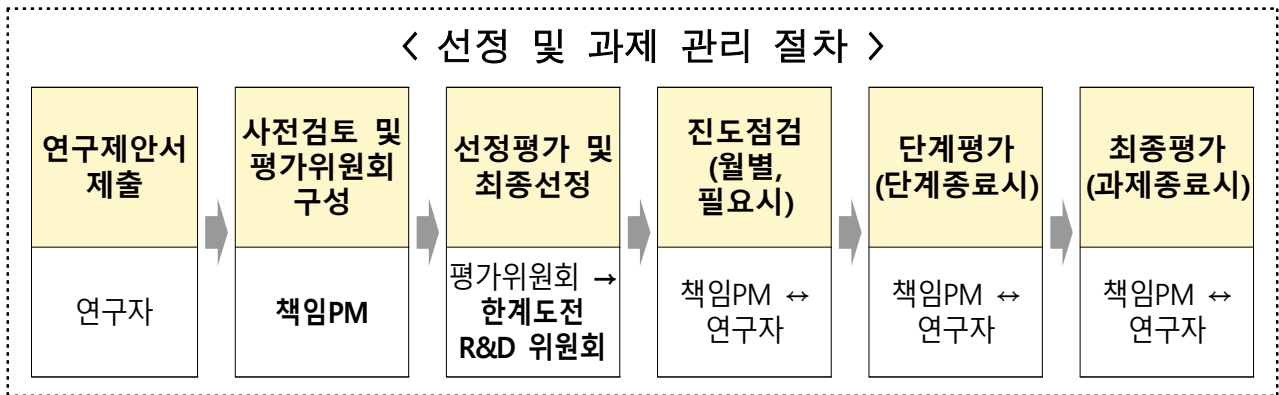 < 선정 및 과제 관리 절차 >
연구제안서
제출
사전검토 및
평가위원회
구성
선정평가 및
최종선정
진도점검
(월별,
필요시)
단계평가
(단계종료시)
최종평가
(과제종료시)
연구자
책임PM
평가위원회 →
한계도전
R&D 위원회
책임PM ↔
연구자
책임PM ↔
연구자
책임PM ↔
연구자